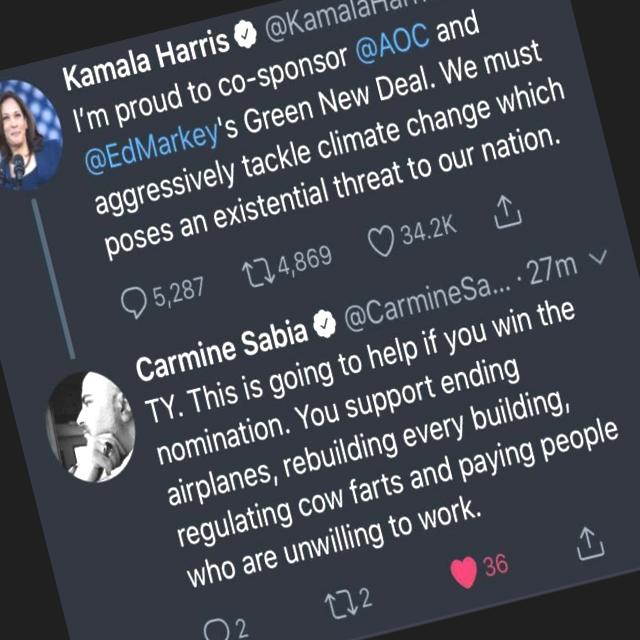 Kamala Harris @KamalaHarr
I'm proud to co-sponsor @AOC and
@EdMarkey's Green New Deal. We must
aggressively tackle climate change which
poses an existential threat to our nation.
5,287 4,869 34.2K
Carmine Sabia @CarmineSa... · 27m
TY. This is going to help if you win the
nomination. You support ending
airplanes, rebuilding every building,
regulating cow farts and paying people
who are unwilling to work.
2 2 36